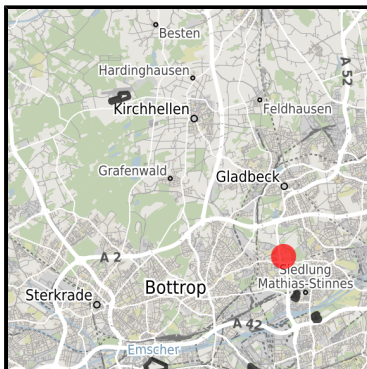 Besten
A 52
Hardinghausen
Kirchhellen
Feldhausen
Grafenwald
Gladbeck
A 2
Siedlung
Mathias-Stinnes
Bottrop
Sterkrade
A 42
Emscher